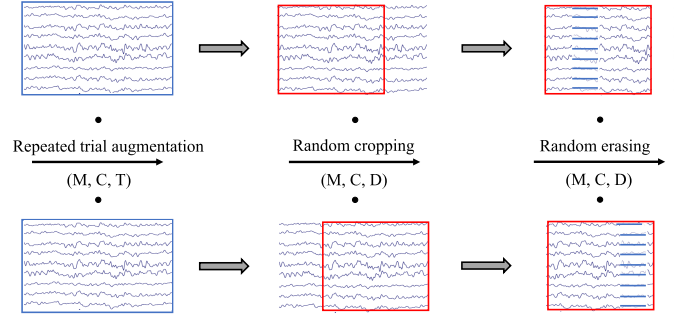 Repeated trial augmentation
(M, C, T)
Random cropping
(M, C, D)
Random erasing
(M, C, D)